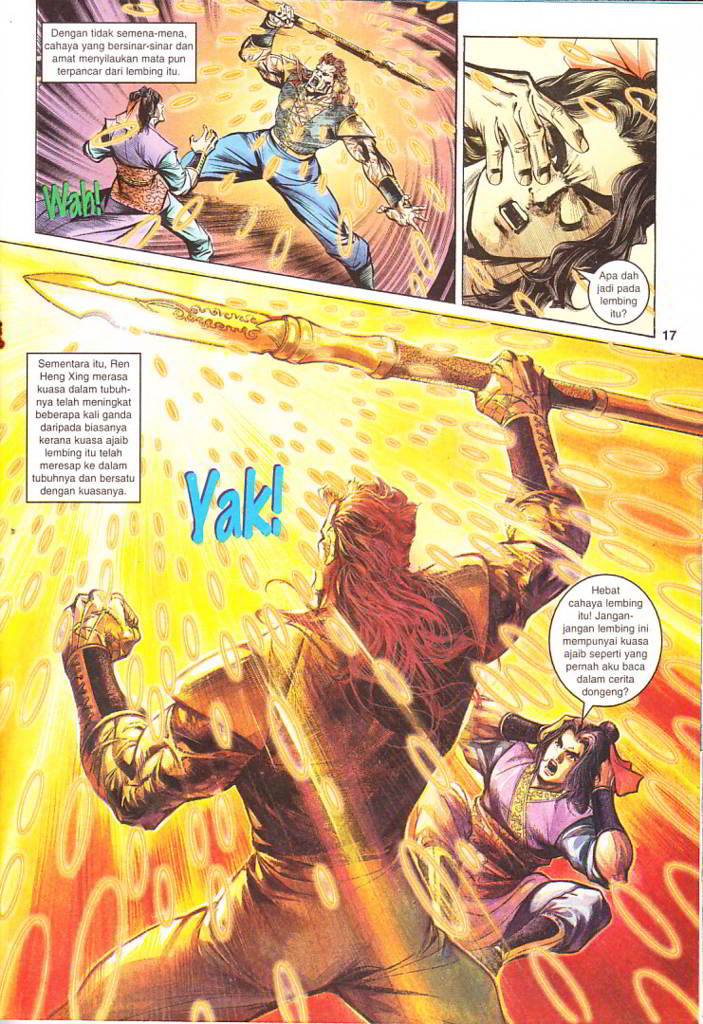 Dengan tidak semena-mena,
cahaya yang bersinar-sinar dan
amat menyilaukan mata pun
terpancar dari lembing itu.
Wah!
Apa dah
jadi pada
lembing
itu?
17
Sementara itu, Ren
Heng Xing merasa
kuasa dalam tubuh-
nya telah meningkat
beberapa kali ganda
daripada biasanya
kerana kuasa ajaib
lembing itu telah
meresap ke dalam
tubuhnya dan bersatu
dengan kuasanya.
Yak!
Hebat
cahaya lembing
itu! Jangan-
jangan lembing ini
mempunyai kuasa
ajaib seperti yang
pernah aku baca
dalam cerita
dongeng?